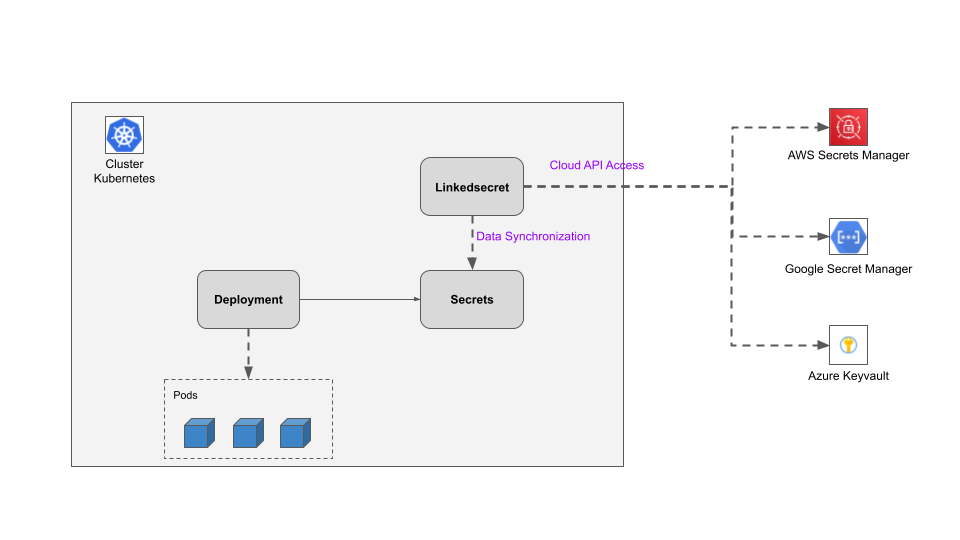 Cluster
Kubernetes
Linkedsecret
Cloud API Access
AWS Secrets Manager
Data Synchronization
Google Secret Manager
Deployment
Secrets
Azure Keyvault
Pods